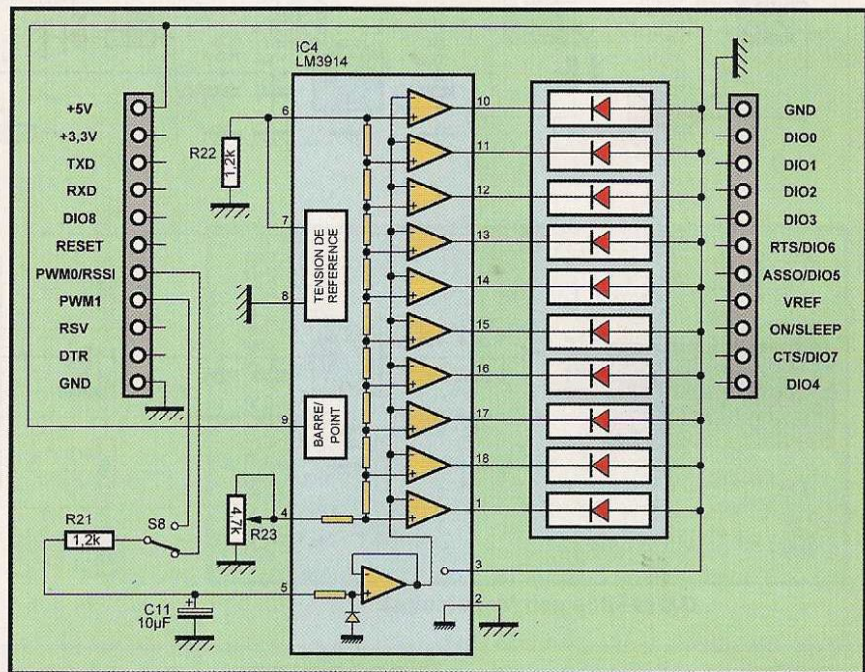 IC4
LM3914
+5V
+3,3V
TXD
RXD
DIO8
RESET
PWM0/RSSI
PWM1
RSV
DTR
GND
R22
1,2k
6
7
8
9
4
5
TENSION DE
REFERENCE
BARRE/
POINT
4,7k
R23
R21
1,2k
S8
C11
+
10µF
-
+
-
+
-
+
-
+
-
+
-
+
-
+
-
+
-
+
-
+
-
+
10
11
12
13
14
15
16
17
18
1
3
2
GND
DIO0
DIO1
DIO2
DIO3
RTS/DIO6
ASSO/DIO5
VREF
ON/SLEEP
CTS/DIO7
DIO4